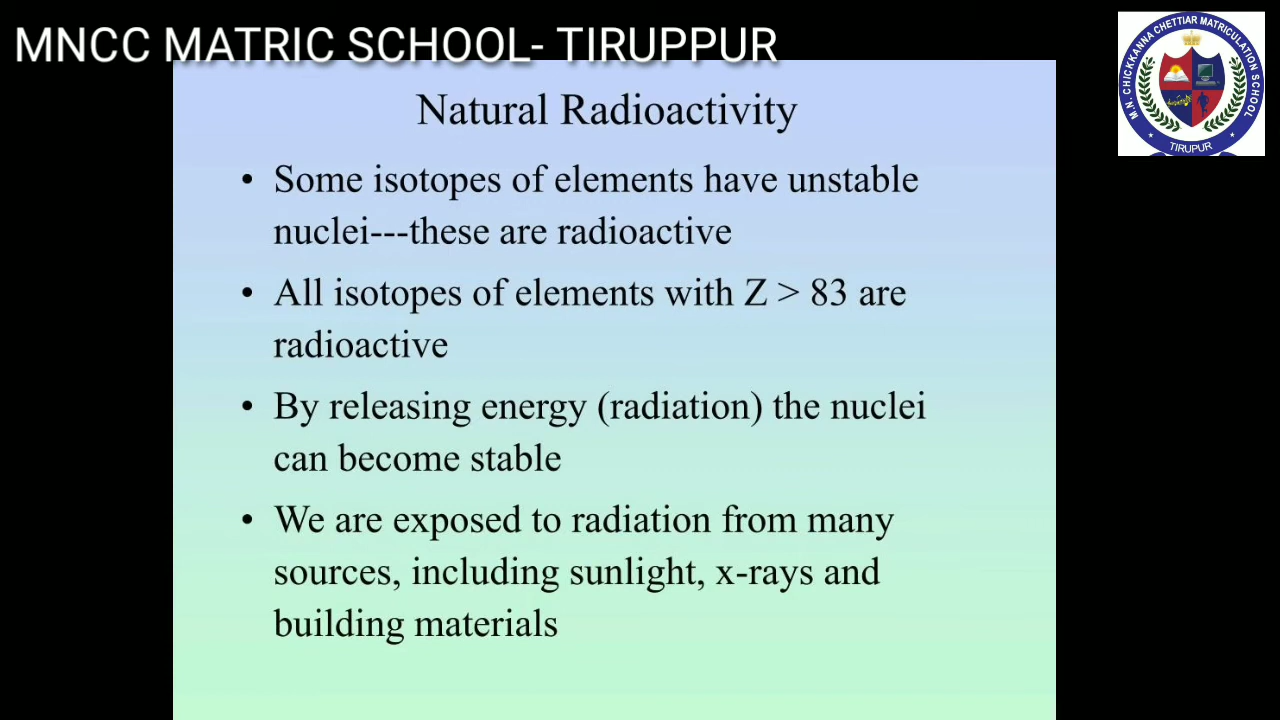 MNCC MATRIC SCHOOL- TIRUPPUR
M.N. CHICKKANNA CHETTIAR MATRICULATION SCHOOL
TIRUPUR
Natural Radioactivity
• Some isotopes of elements have unstable
nuclei---these are radioactive
• All isotopes of elements with Z > 83 are
radioactive
• By releasing energy (radiation) the nuclei
can become stable
• We are exposed to radiation from many
sources, including sunlight, x-rays and
building materials